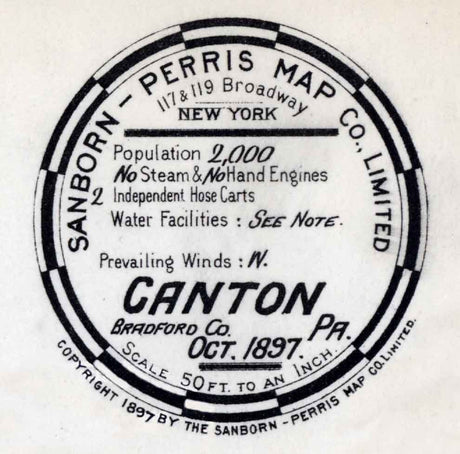 SANBORN - PERRIS MAP CO., LIMITED
117 & 119 Broadway
NEW YORK
Population 2,000
No Steam & No Hand Engines
2 Independent Hose Carts
Water Facilities : SEE NOTE.
Prevailing Winds : W.
CANTON
BRADFORD CO. PA.
OCT. 1897.
SCALE 50 FT. TO AN INCH.
COPYRIGHT 1897 BY THE SANBORN - PERRIS MAP CO. LIMITED.